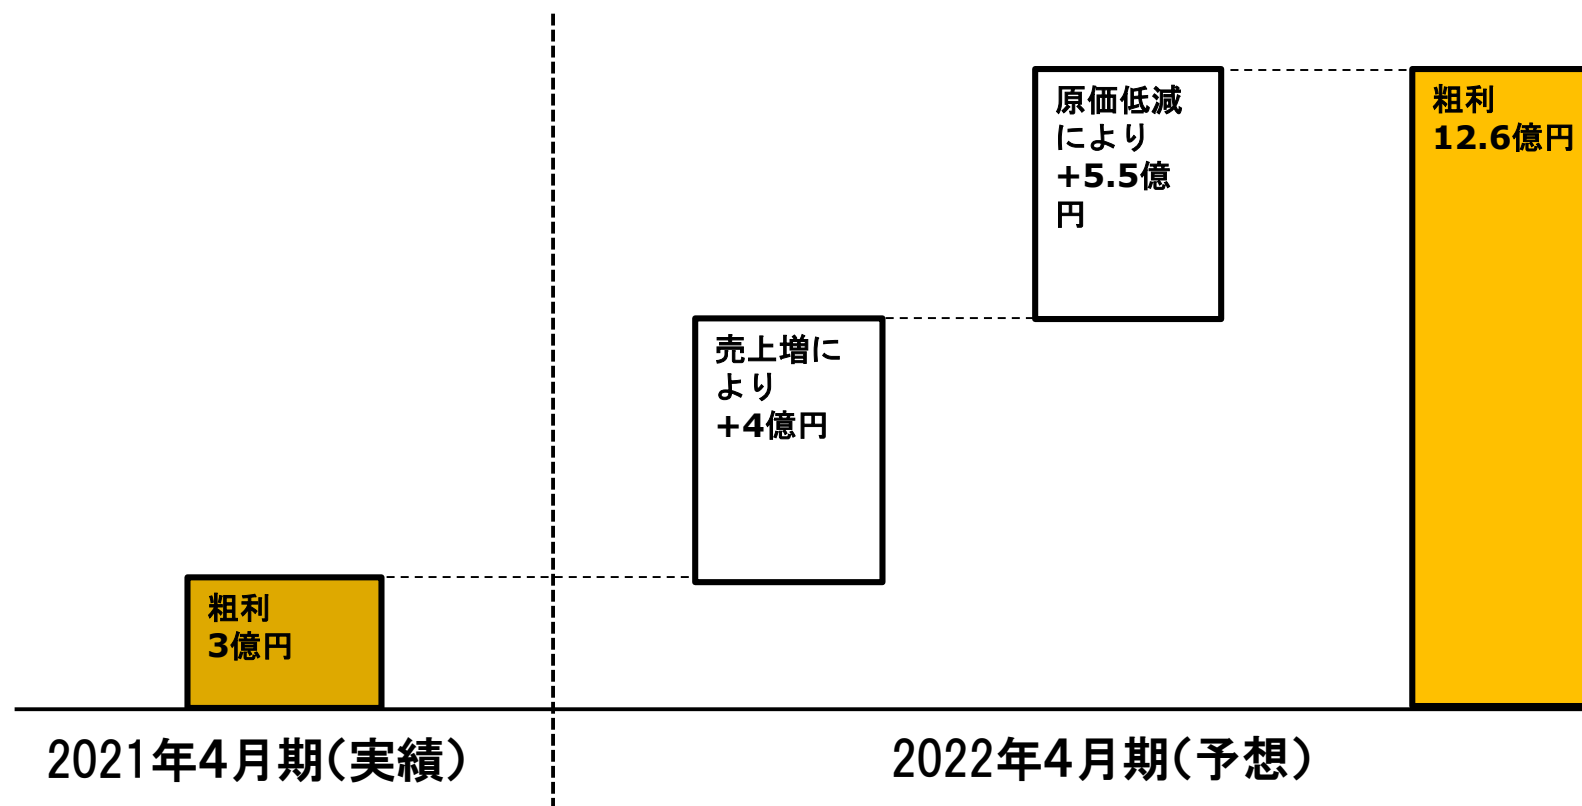 原価低減
により
+5.5億
円
粗利
12.6億円
売上増に
より
+4億円
粗利
3億円
2021年4月期(実績)
2022年4月期(予想)